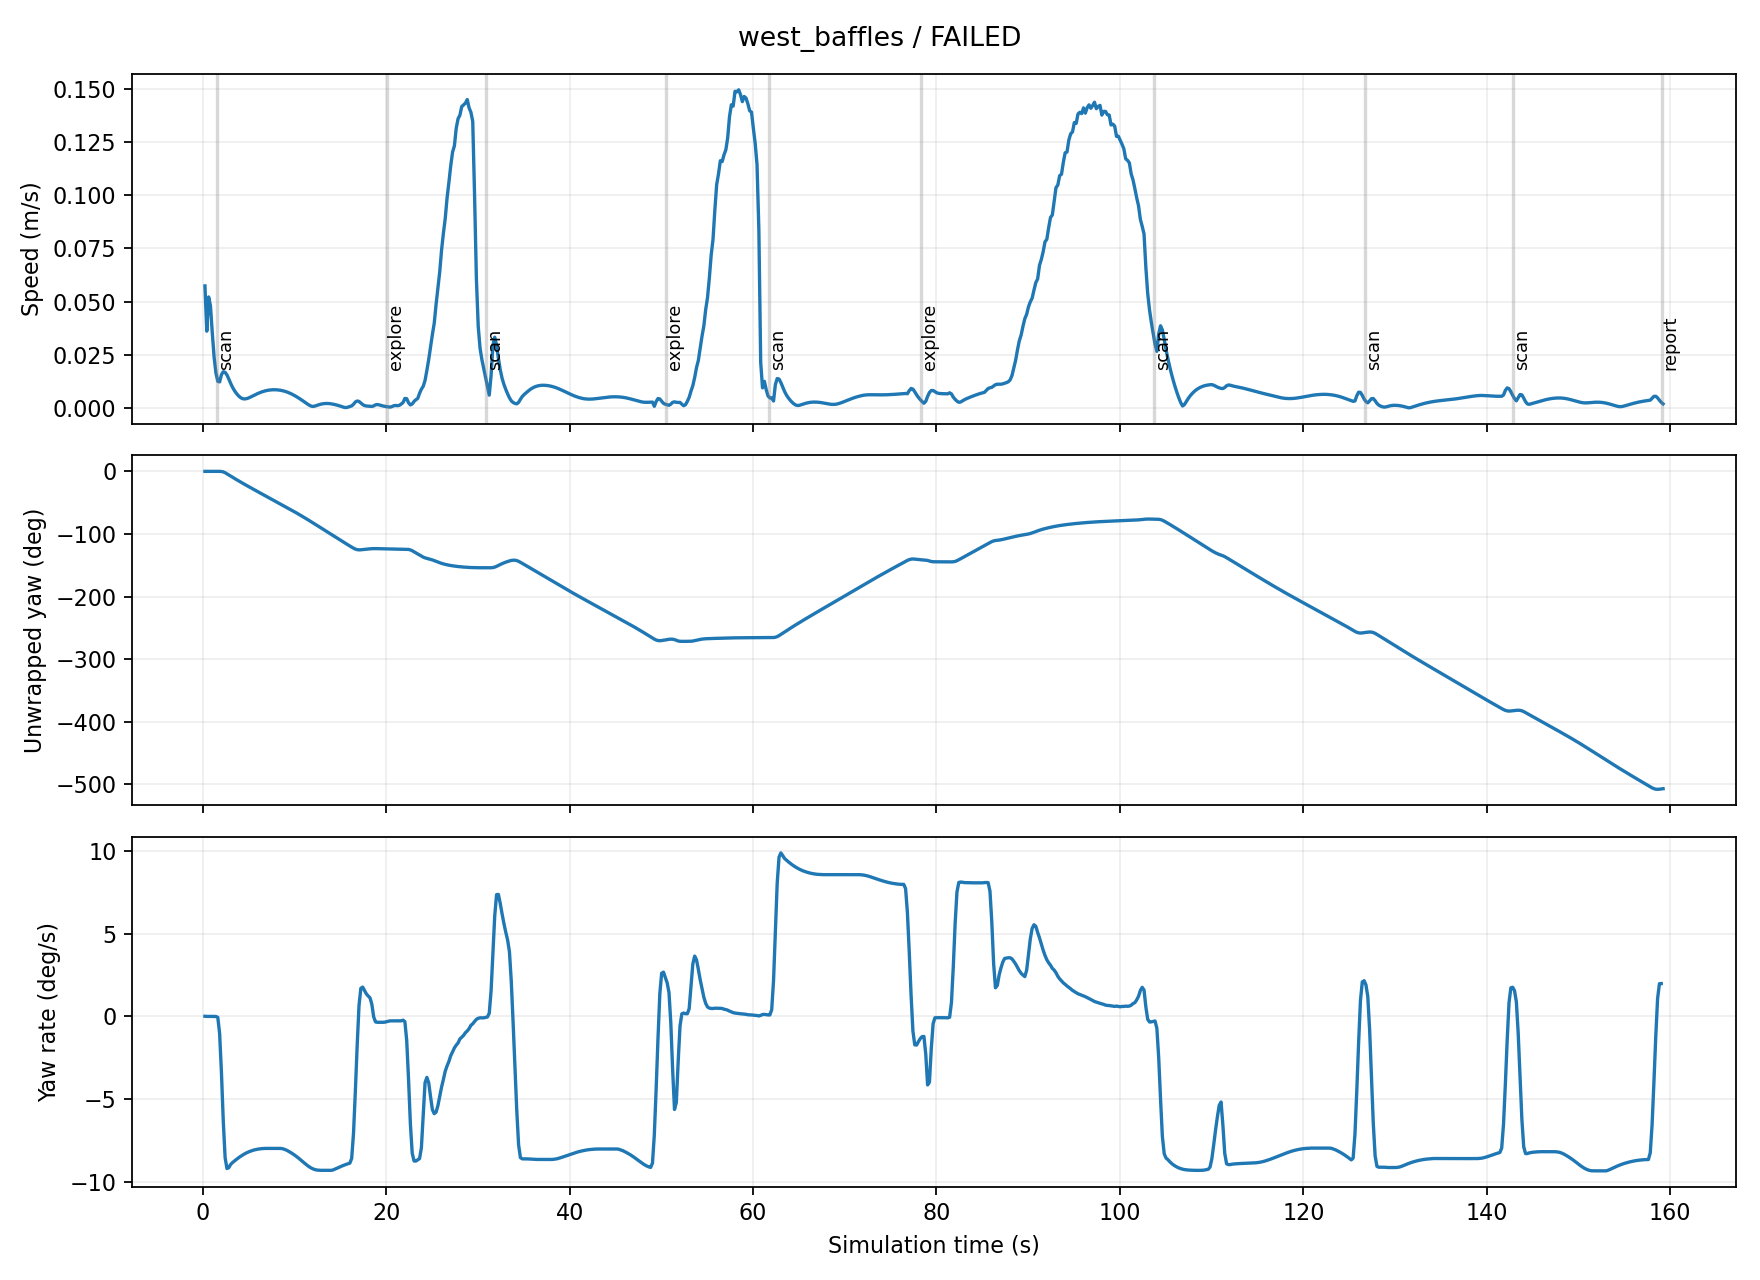 west_baffles / FAILED
Speed (m/s)
0.150
0.125
0.100
0.075
0.050
0.025
0.000
scan
explore
scan
explore
scan
explore
scan
scan
scan
report
Unwrapped yaw (deg)
0
−100
−200
−300
−400
−500
Yaw rate (deg/s)
10
5
0
−5
−10
0 20 40 60 80 100 120 140 160
Simulation time (s)